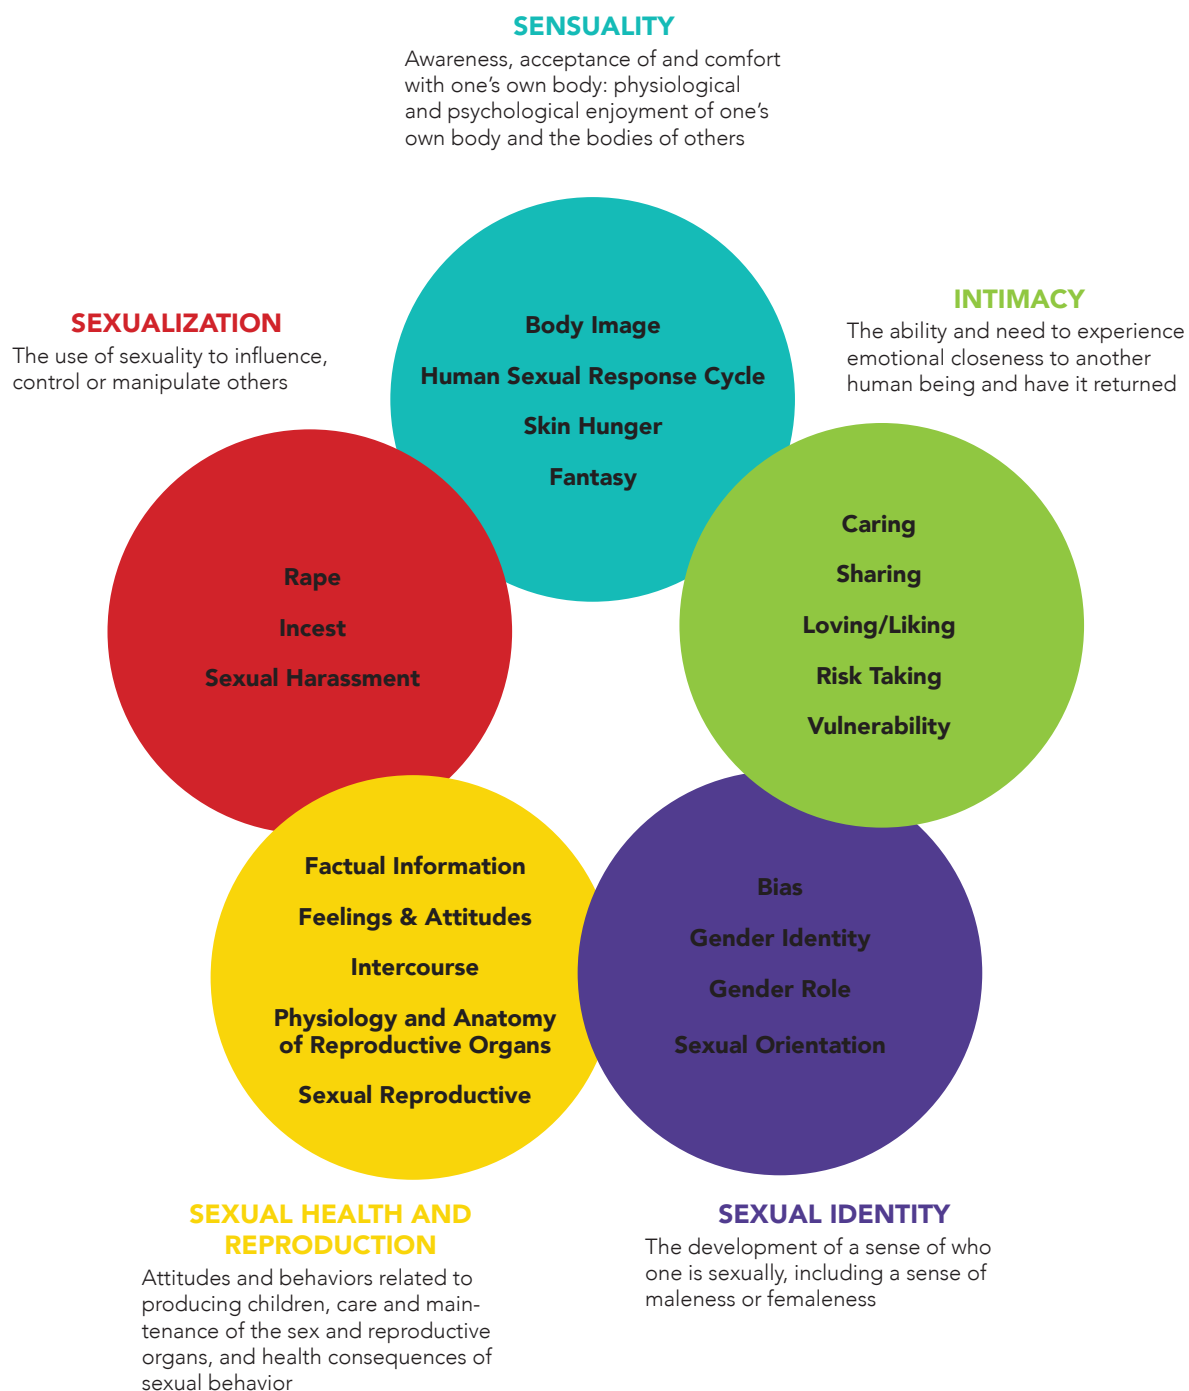 SENSUALITY
Awareness, acceptance of and comfort
with one’s own body: physiological
and psychological enjoyment of one’s
own body and the bodies of others
SEXUALIZATION
The use of sexuality to influence,
control or manipulate others
INTIMACY
The ability and need to experience
emotional closeness to another
human being and have it returned
Body Image
Human Sexual Response Cycle
Skin Hunger
Fantasy
Rape
Incest
Sexual Harassment
Caring
Sharing
Loving/Liking
Risk Taking
Vulnerability
Factual Information
Feelings & Attitudes
Intercourse
Physiology and Anatomy
of Reproductive Organs
Sexual Reproductive
Bias
Gender Identity
Gender Role
Sexual Orientation
SEXUAL HEALTH AND
REPRODUCTION
Attitudes and behaviors related to
producing children, care and main-
tenance of the sex and reproductive
organs, and health consequences of
sexual behavior
SEXUAL IDENTITY
The development of a sense of who
one is sexually, including a sense of
maleness or femaleness